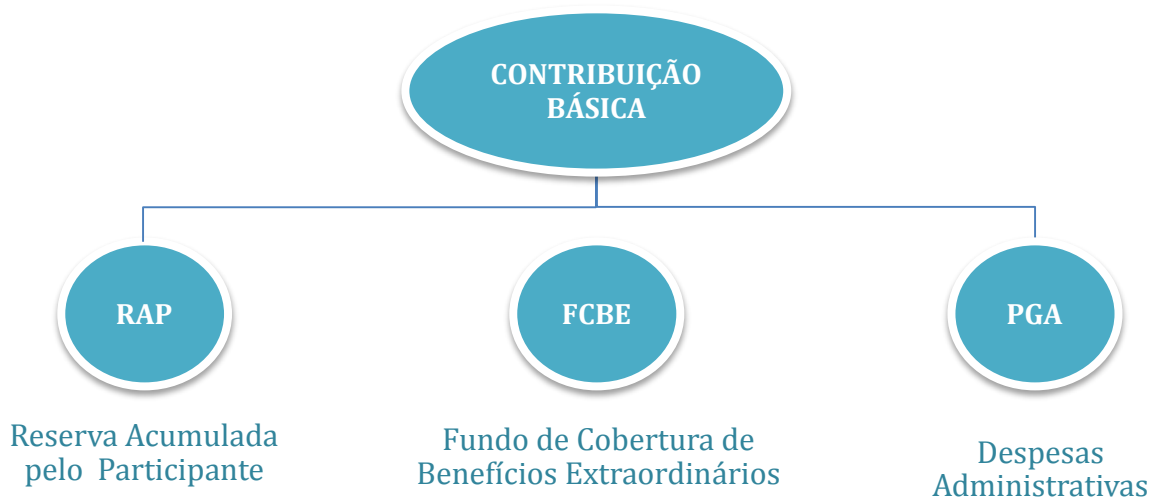 CONTRIBUIÇÃO
BÁSICA
RAP
FCBE
PGA
Reserva Acumulada
pelo Participante
Fundo de Cobertura de
Benefícios Extraordinários
Despesas
Administrativas